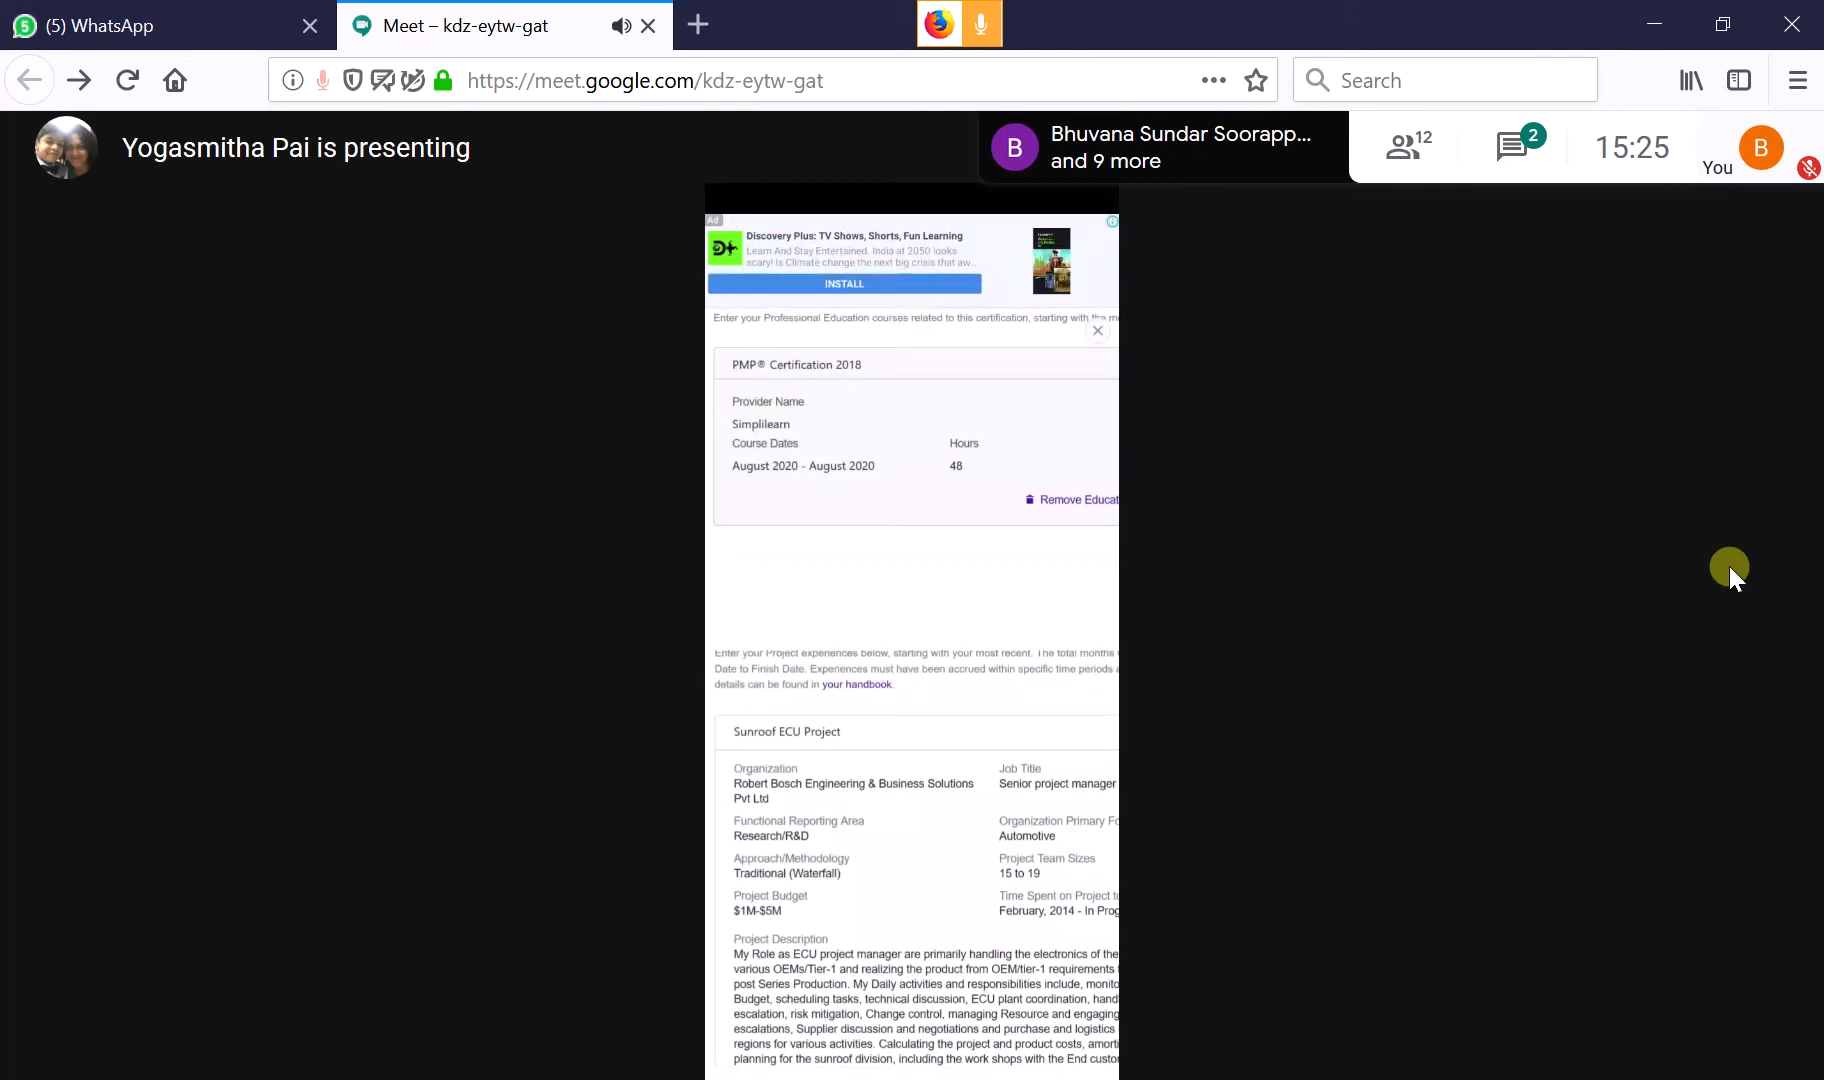 5 (5) WhatsApp
Meet – kdz-eytw-gat
https://meet.google.com/kdz-eytw-gat
Search
Yogasmitha Pai is presenting
B
Bhuvana Sundar Soorapp...
and 9 more
12
2
15:25
You
B
Ad
Discovery Plus: TV Shows, Shorts, Fun Learning
Learn And Stay Entertained. India at 2050 looks
scary! Is Climate change the next big crisis that aw...
D+
INSTALL
Enter your Professional Education courses related to this certification, starting with the
PMP® Certification 2018
Provider Name
Simplilearn
Course Dates
Hours
August 2020 - August 2020
48
Remove Educat
Enter your Project experiences below, starting with your most recent. The total months
Date to Finish Date. Experiences must have been accrued within specific time periods
details can be found in your handbook.
Sunroof ECU Project
Organization
Job Title
Robert Bosch Engineering & Business Solutions
Senior project manager
Pvt Ltd
Functional Reporting Area
Organization Primary Fo
Research/R&D
Automotive
Approach/Methodology
Project Team Sizes
Traditional (Waterfall)
15 to 19
Project Budget
Time Spent on Project to
$1M-$5M
February, 2014 - In Prog
Project Description
My Role as ECU project manager are primarily handling the electronics of the
various OEMs/Tier-1 and realizing the product from OEM/tier-1 requirements
post Series Production. My Daily activities and responsibilities include, monito
Budget, scheduling tasks, technical discussion, ECU plant coordination, hand
escalation, risk mitigation, Change control, managing Resource and engaging
escalations, Supplier discussion and negotiations and purchase and logistics
regions for various activities. Calculating the project and product costs, amorti
planning for the sunroof division, including the work shops with the End custo